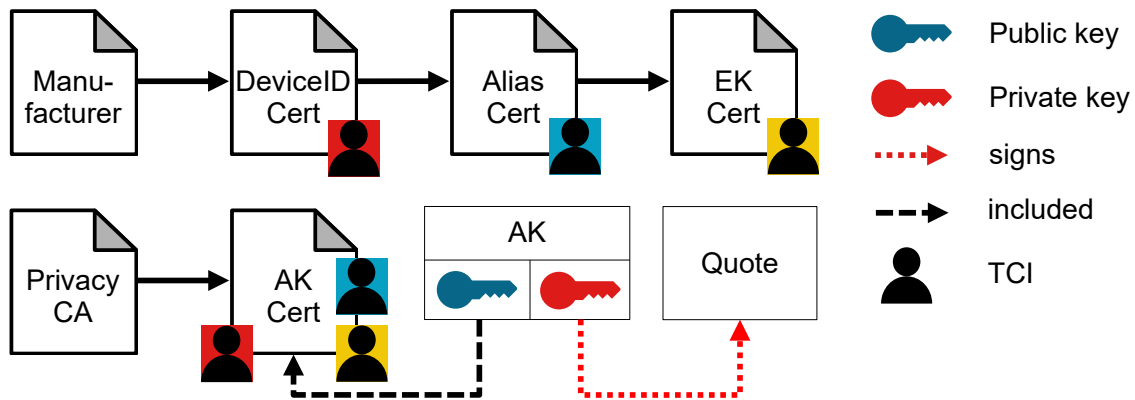 Manu-
facturer
DeviceID
Cert
Alias
Cert
EK
Cert
Public key
Private key
signs
included
TCI
Privacy
CA
AK
Cert
AK
Quote